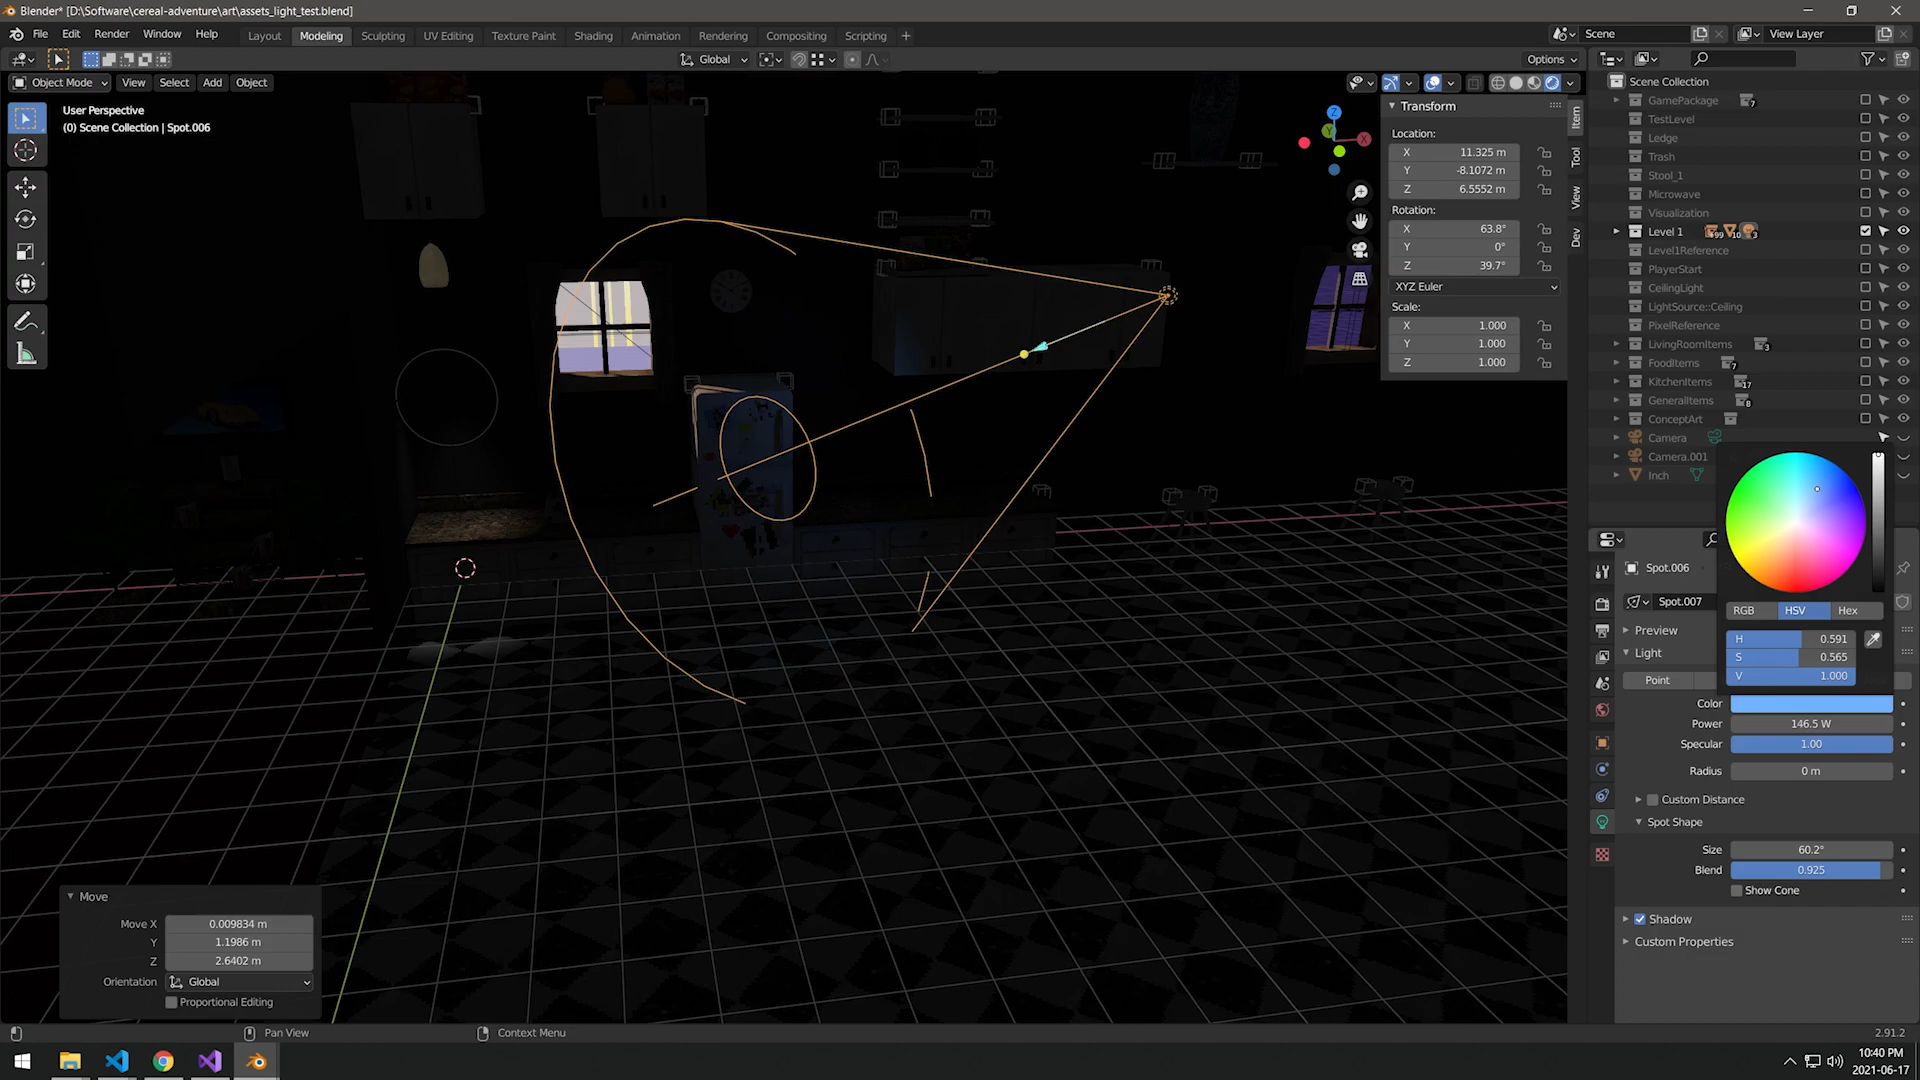 Blender* [D:\Software\cereal-adventure\art\assets_light_test.blend]
File Edit Render Window Help
Layout Modeling Sculpting UV Editing Texture Paint Shading Animation Rendering Compositing Scripting +
Scene View Layer
Global Options
Object Mode View Select Add Object
User Perspective
(0) Scene Collection | Spot.006
Transform
Location:
X 11.325 m
Y -8.1072 m
Z 6.5552 m
Rotation:
X 63.8°
Y 0°
Z 39.7°
XYZ Euler
Scale:
X 1.000
Y 1.000
Z 1.000
Item
Tool
View
Dev
Z
Y
X
Scene Collection
GamePackage 7
TestLevel
Ledge
Trash
Stool_1
Microwave
Visualization
Level 1 99 10 3
Level1Reference
PlayerStart
CeilingLight
LightSource::Ceiling
PixelReference
LivingRoomItems 3
FoodItems 7
KitchenItems 17
GeneralItems 8
ConceptArt
Camera
Camera.001
Inch
RGB HSV Hex
H 0.591
S 0.565
V 1.000
Spot.006
Spot.007
Preview
Light
Point
Color
Power 146.5 W
Specular 1.00
Radius 0 m
Custom Distance
Spot Shape
Size 60.2°
Blend 0.925
Show Cone
Shadow
Custom Properties
Move
Move X 0.009834 m
Y 1.1986 m
Z 2.6402 m
Orientation Global
Proportional Editing
Pan View
Context Menu
2.91.2
10:40 PM
2021-06-17